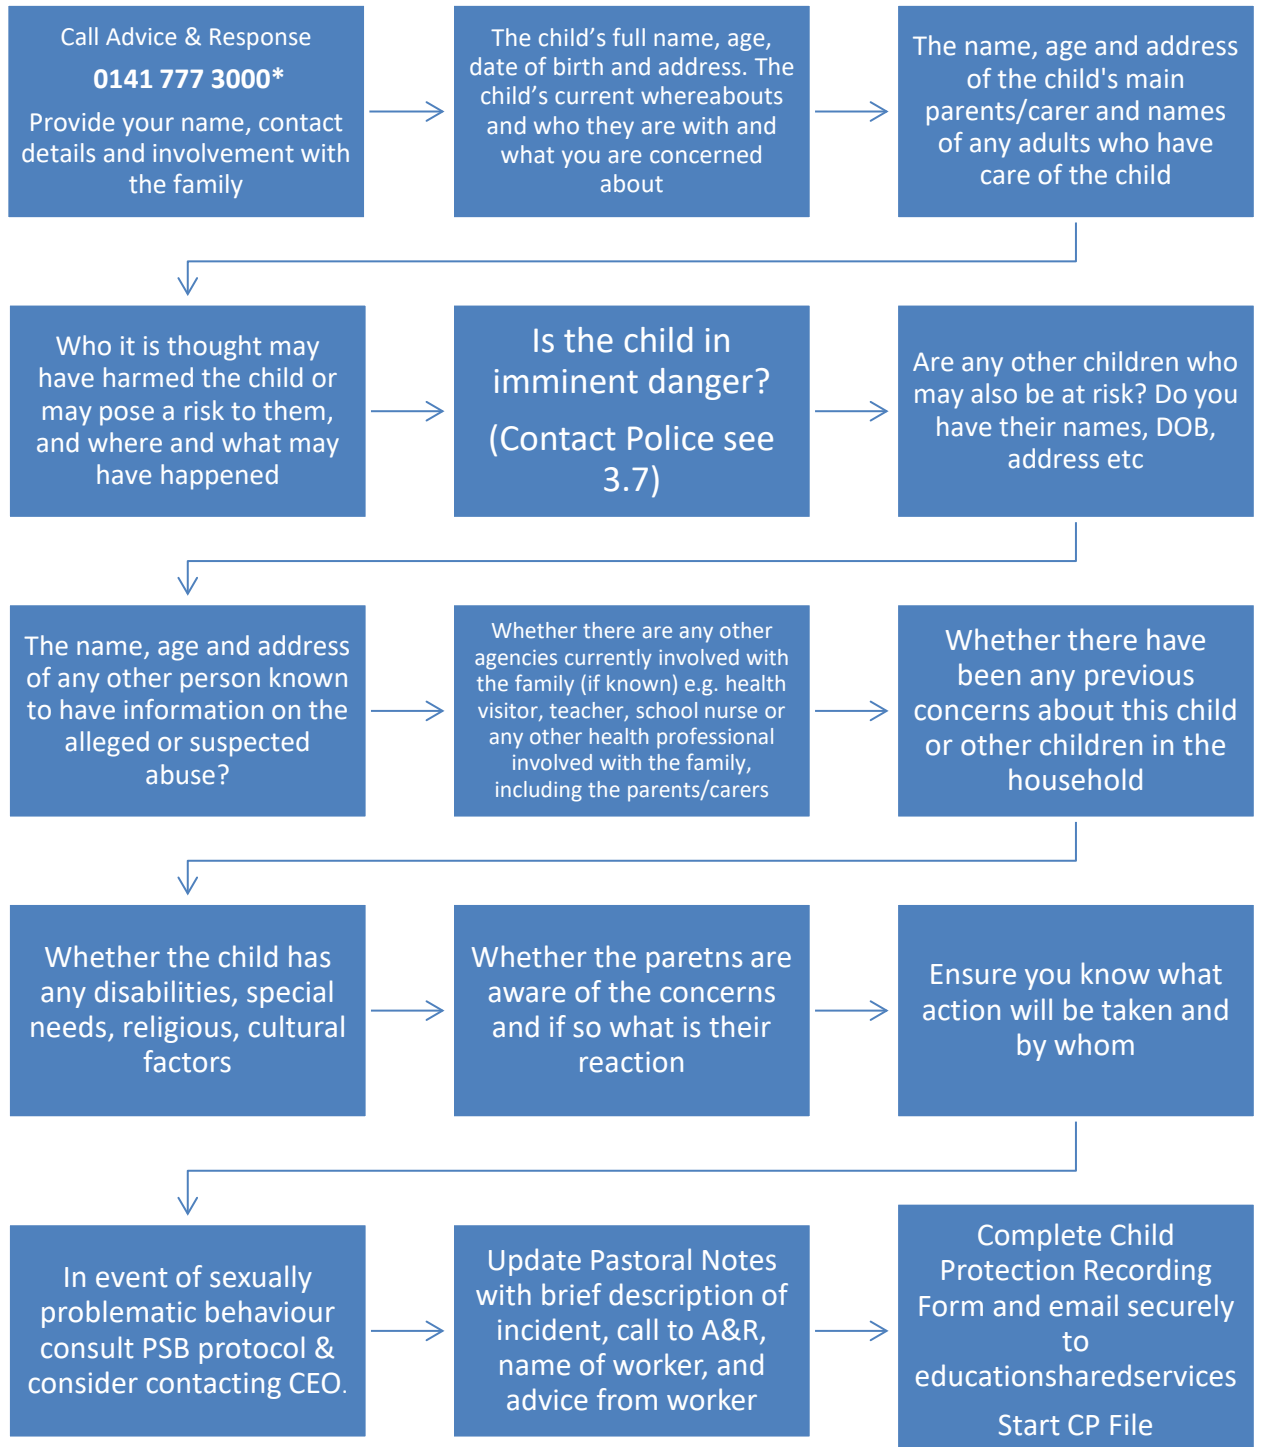 Call Advice & Response
0141 777 3000*
Provide your name, contact
details and involvement with
the family
The child’s full name, age,
date of birth and address. The
child’s current whereabouts
and who they are with and
what you are concerned
about
The name, age and address
of the child's main
parents/carer and names
of any adults who have
care of the child
Who it is thought may
have harmed the child or
may pose a risk to them,
and where and what may
have happened
Is the child in
imminent danger?
(Contact Police see
3.7)
Are any other children who
may also be at risk? Do you
have their names, DOB,
address etc
The name, age and address
of any other person known
to have information on the
alleged or suspected
abuse?
Whether there are any other
agencies currently involved with
the family (if known) e.g. health
visitor, teacher, school nurse or
any other health professional
involved with the family,
including the parents/carers
Whether there have
been any previous
concerns about this child
or other children in the
household
Whether the child has
any disabilities, special
needs, religious, cultural
factors
Whether the paretns are
aware of the concerns
and if so what is their
reaction
Ensure you know what
action will be taken and
by whom
In event of sexually
problematic behaviour
consult PSB protocol &
consider contacting CEO.
Update Pastoral Notes
with brief description of
incident, call to A&R,
name of worker, and
advice from worker
Complete Child
Protection Recording
Form and email securely
to
educationsharedservices
Start CP File